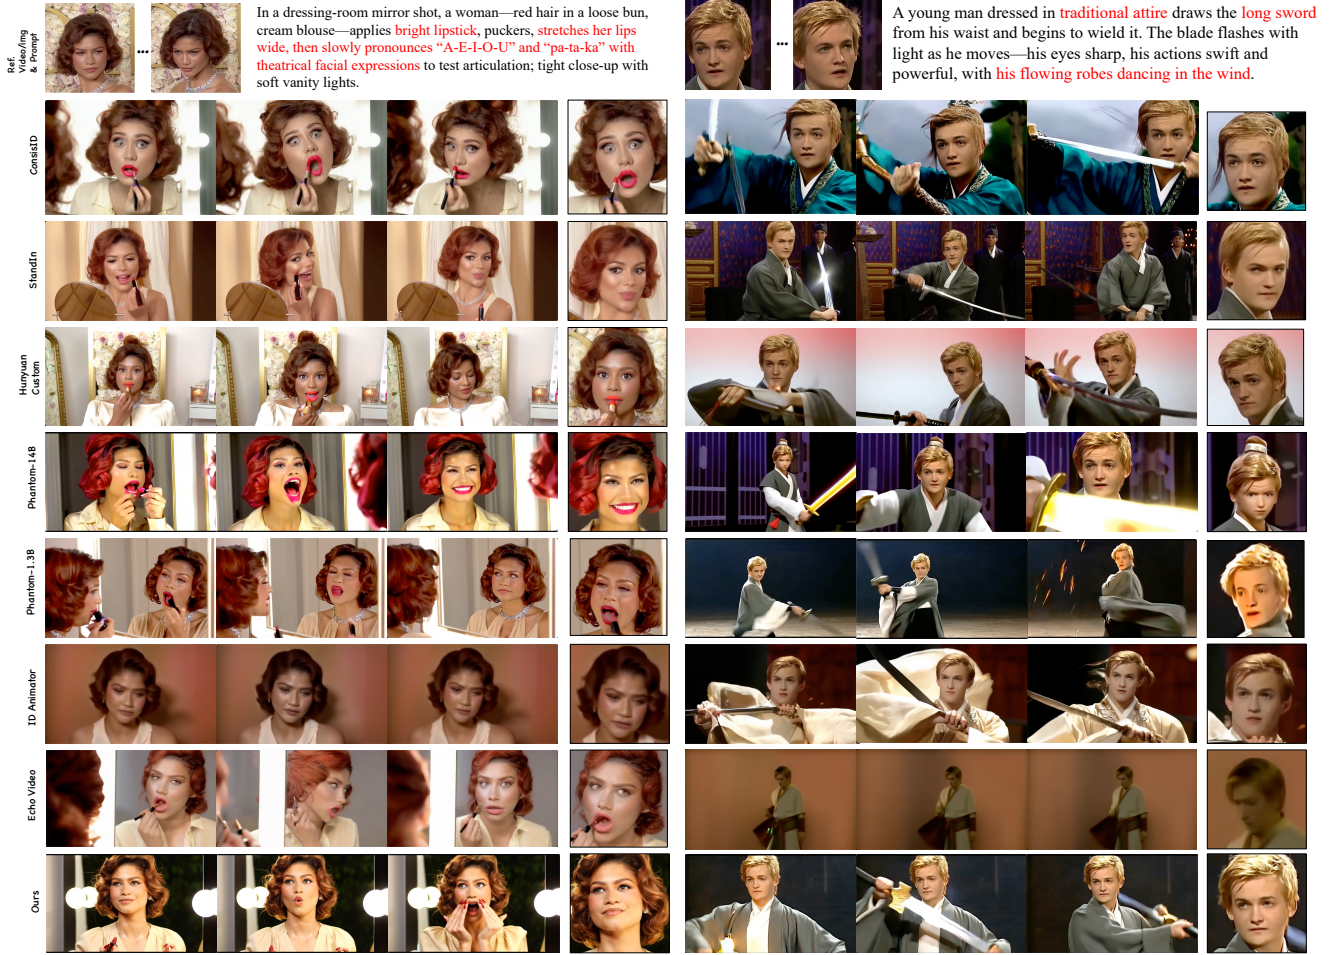 Ref.
Video/Img
& Prompt
In a dressing-room mirror shot, a woman—red hair in a loose bun,
cream blouse—applies bright lipstick, puckers, stretches her lips
wide, then slowly pronounces “A-E-I-O-U” and “pa-ta-ka” with
theatrical facial expressions to test articulation; tight close-up with
soft vanity lights.
A young man dressed in traditional attire draws the long sword
from his waist and begins to wield it. The blade flashes with
light as he moves—his eyes sharp, his actions swift and
powerful, with his flowing robes dancing in the wind.
ConsisID
StandIn
Hunyuan
Custom
Phantom-14B
Phantom-1.3B
ID Animator
Echo Video
Ours